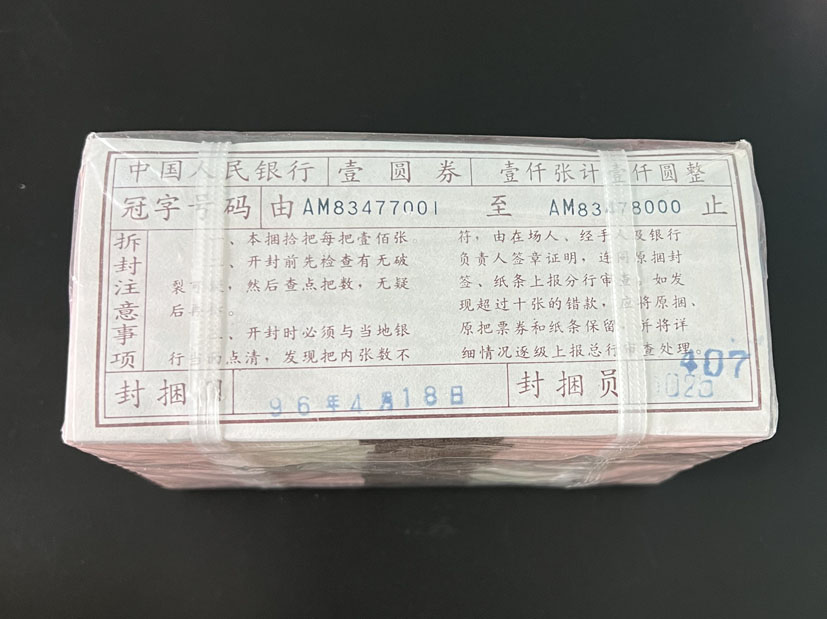 中国人民银行 壹圆券 壹仟张计壹仟圆整
冠字号码 由 AM83477001 至 AM83478000 止
拆封注意事项
一、本捆拾把每把壹佰张。
二、开封前先检查有无破
裂可疑，然后查点把数，无疑
后再拆。
三、开封时必须与当地银
行当面点清，发现把内张数不
符，由在场人、经手人及银行
负责人签章证明，连同原捆封
签、纸条上报分行审查，如发
现超过十张的错款，应将原捆、
原把票券和纸条保留，并将详
细情况逐级上报总行审查处理。
封捆 96年4月18日 封捆员 407